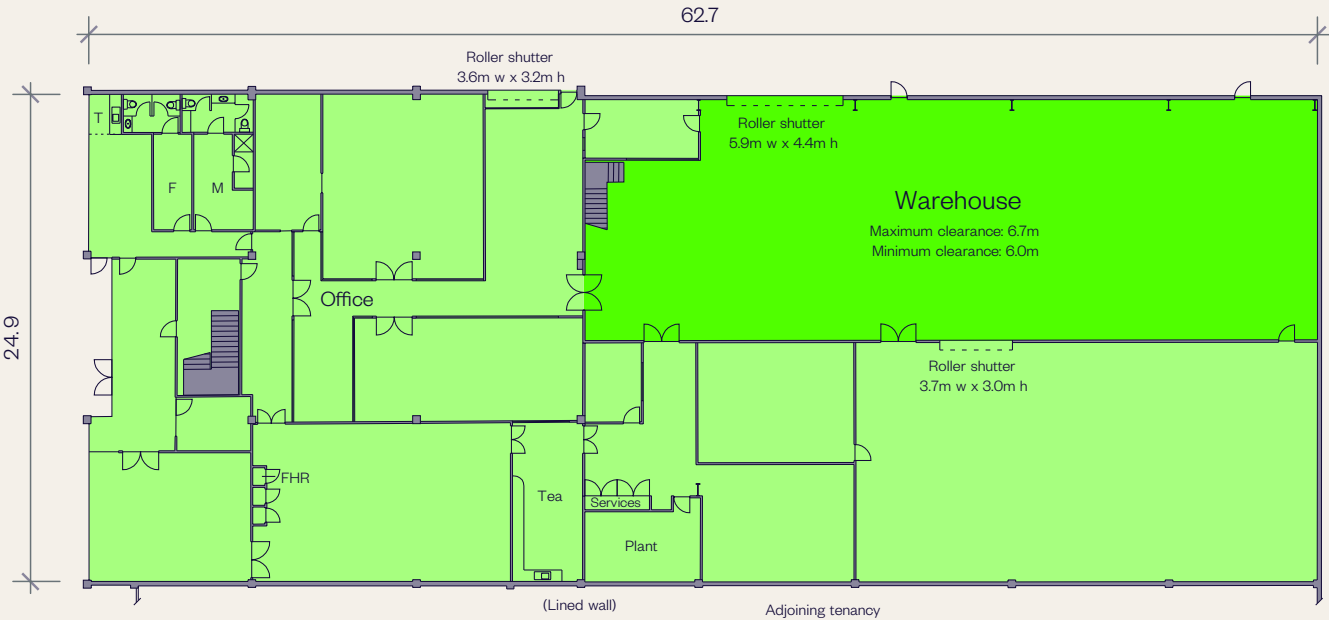 62.7
Roller shutter
3.6m w x 3.2m h
T
Roller shutter
5.9m w x 4.4m h
F
M
Warehouse
Maximum clearance: 6.7m
Minimum clearance: 6.0m
Office
24.9
Roller shutter
3.7m w x 3.0m h
FHR
Tea
Services
Plant
(Lined wall)
Adjoining tenancy